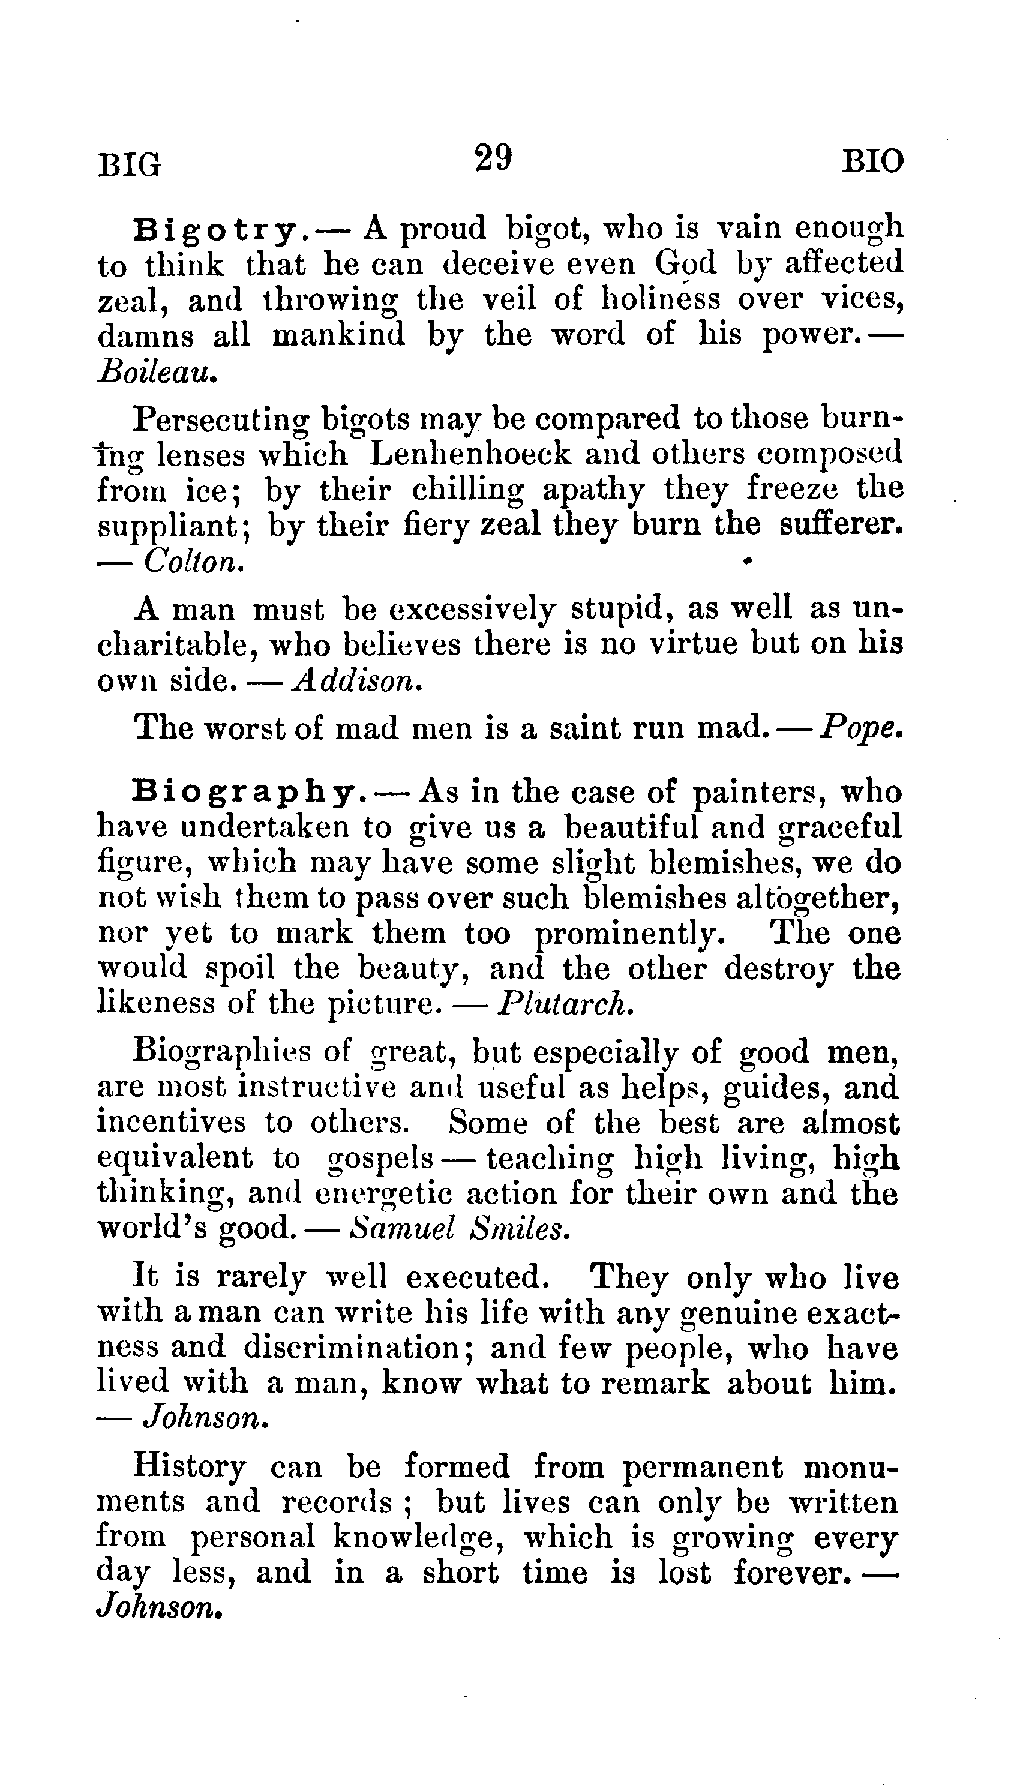 BIG 29 BIO
Bigotry.— A proud bigot, who is vain enough
to think that he can deceive even God by affected
zeal, and throwing the veil of holiness over vices,
damns all mankind by the word of his power.—
Boileau.
Persecuting bigots may be compared to those burn-
ing lenses which Lenhenhoeck and others composed
from ice; by their chilling apathy they freeze the
suppliant; by their fiery zeal they burn the sufferer.
— Colton.
A man must be excessively stupid, as well as un-
charitable, who believes there is no virtue but on his
own side. — Addison.
The worst of mad men is a saint run mad. — Pope.
Biography.— As in the case of painters, who
have undertaken to give us a beautiful and graceful
figure, which may have some slight blemishes, we do
not wish them to pass over such blemishes altogether,
nor yet to mark them too prominently. The one
would spoil the beauty, and the other destroy the
likeness of the picture. — Plutarch.
Biographies of great, but especially of good men,
are most instructive and useful as helps, guides, and
incentives to others. Some of the best are almost
equivalent to gospels — teaching high living, high
thinking, and energetic action for their own and the
world's good. — Samuel Smiles.
It is rarely well executed. They only who live
with a man can write his life with any genuine exact-
ness and discrimination; and few people, who have
lived with a man, know what to remark about him.
— Johnson.
History can be formed from permanent monu-
ments and records ; but lives can only be written
from personal knowledge, which is growing every
day less, and in a short time is lost forever. —
Johnson.